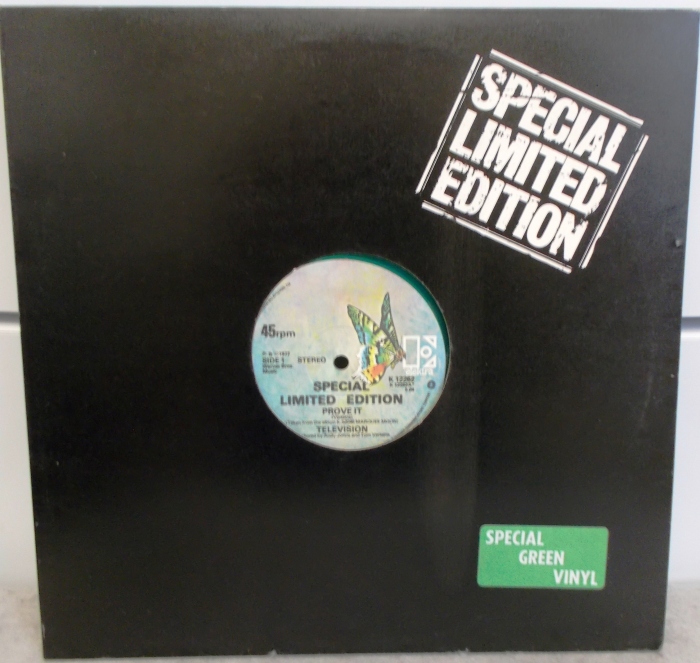 SPECIAL
LIMITED
EDITION
45rpm
SIDE 1 STEREO
K 12262
SPECIAL
LIMITED EDITION
PROVE IT
TELEVISION
SPECIAL
GREEN
VINYL